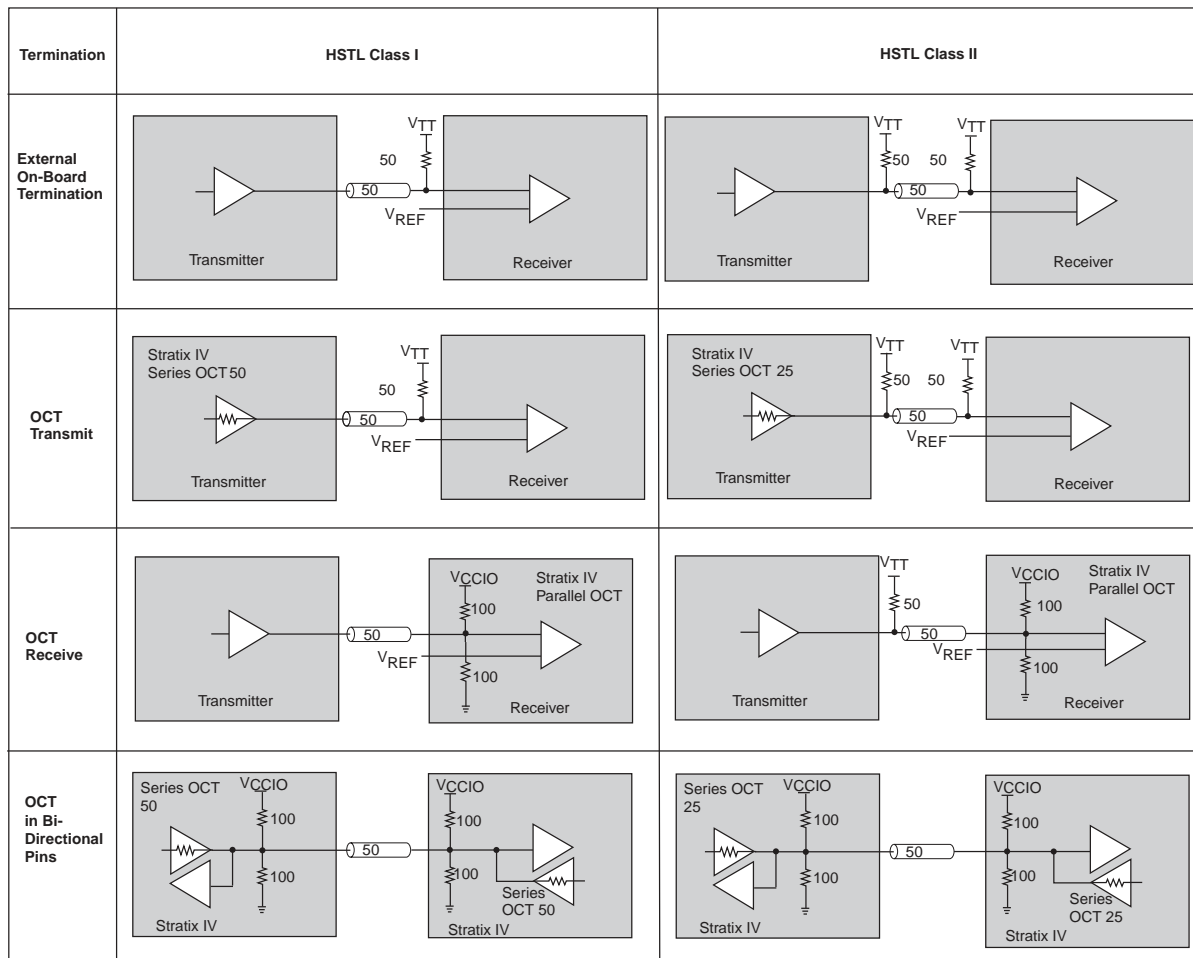 Termination
HSTL Class I
HSTL Class II
External
On-Board
Termination
VTT
50
50
VREF
Transmitter
Receiver
VTT
VTT
50
50
50
VREF
Transmitter
Receiver
OCT
Transmit
Stratix IV
Series OCT 50
VTT
50
50
VREF
Transmitter
Receiver
Stratix IV
Series OCT 25
VTT
VTT
50
50
50
VREF
Transmitter
Receiver
OCT
Receive
VCCIO
Stratix IV
Parallel OCT
100
50
VREF
100
Transmitter
Receiver
VTT
50
VCCIO
Stratix IV
Parallel OCT
100
50
VREF
100
Transmitter
Receiver
OCT
in Bi-
Directional
Pins
Series OCT
50
VCCIO
100
100
Stratix IV
50
VCCIO
100
100
Series
OCT 50
Stratix IV
Series OCT
25
VCCIO
100
100
Stratix IV
50
VCCIO
100
100
Series
OCT 25
Stratix IV